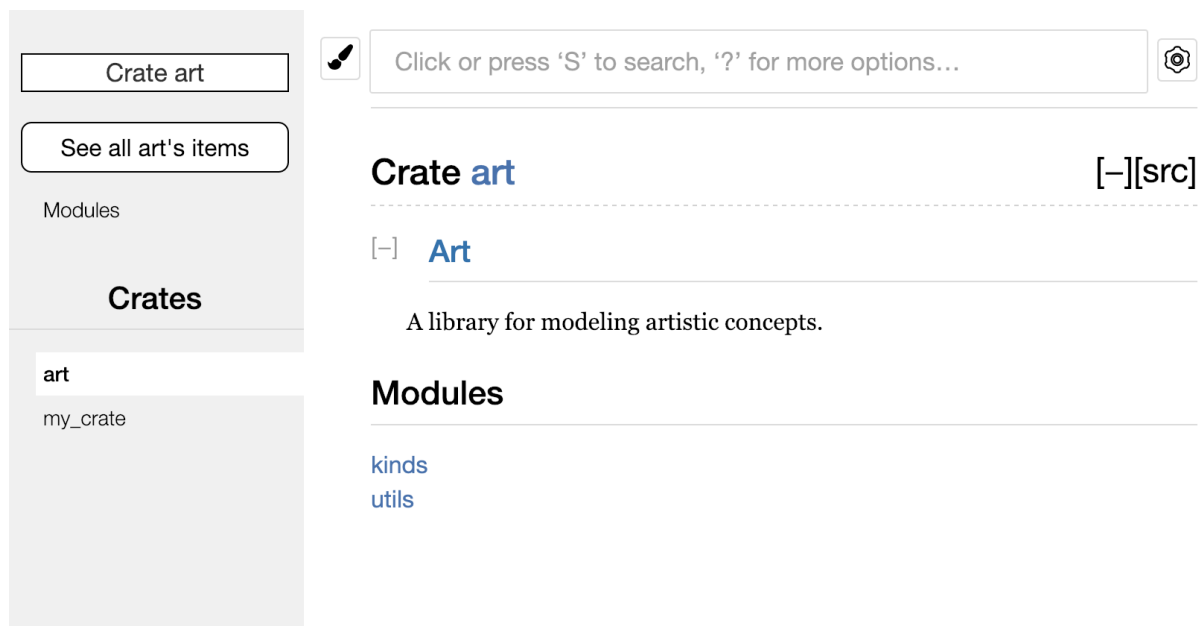 Crate art
See all art's items
Modules
Crates
art
my_crate
Click or press ‘S’ to search, ‘?’ for more options…
Crate art [−][src]
[−] Art
A library for modeling artistic concepts.
Modules
kinds
utils